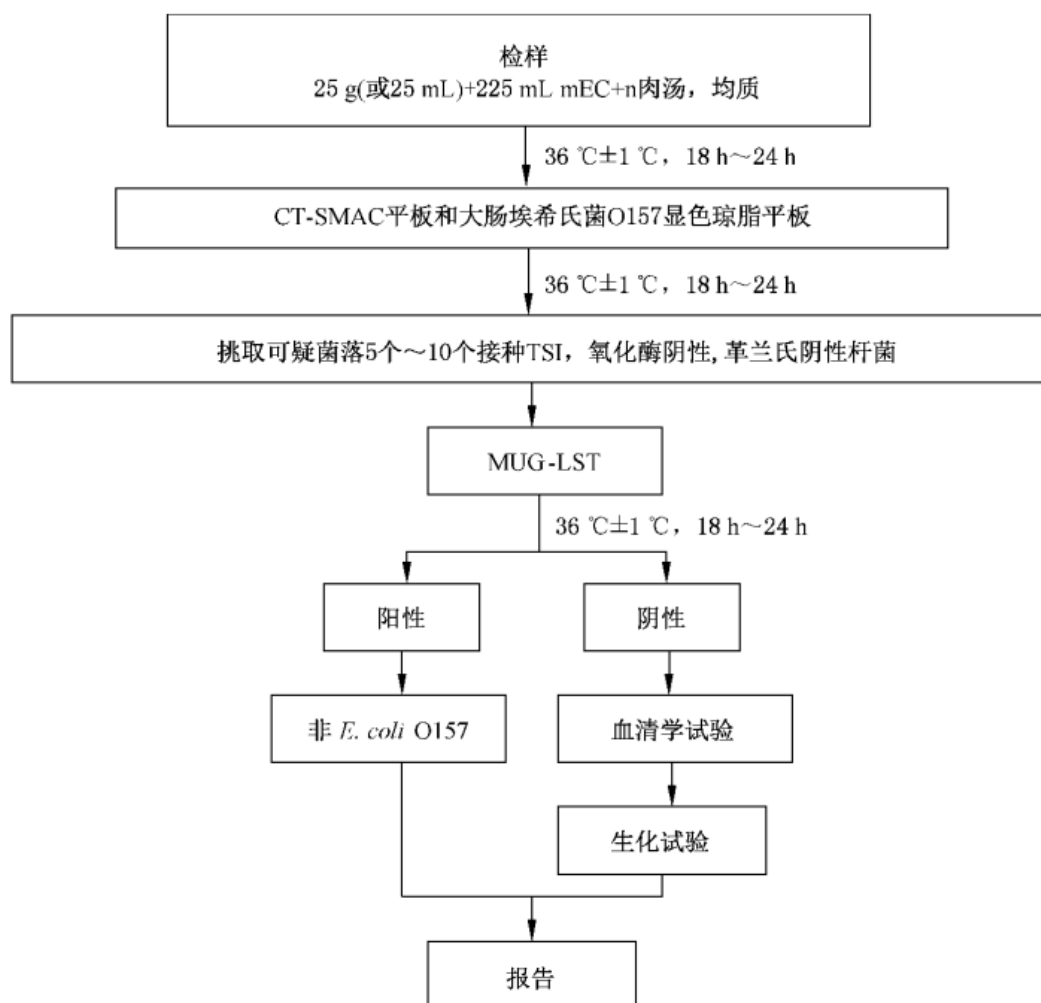 检样
25 g(或25 mL)+225 mL mEC+n肉汤，均质
36 ℃±1 ℃，18 h～24 h
CT-SMAC平板和大肠埃希氏菌O157显色琼脂平板
36 ℃±1 ℃，18 h～24 h
挑取可疑菌落5个～10个接种TSI，氧化酶阴性,革兰氏阴性杆菌
MUG-LST
36 ℃±1 ℃，18 h～24 h
阳性
阴性
非 E. coli O157
血清学试验
生化试验
报告